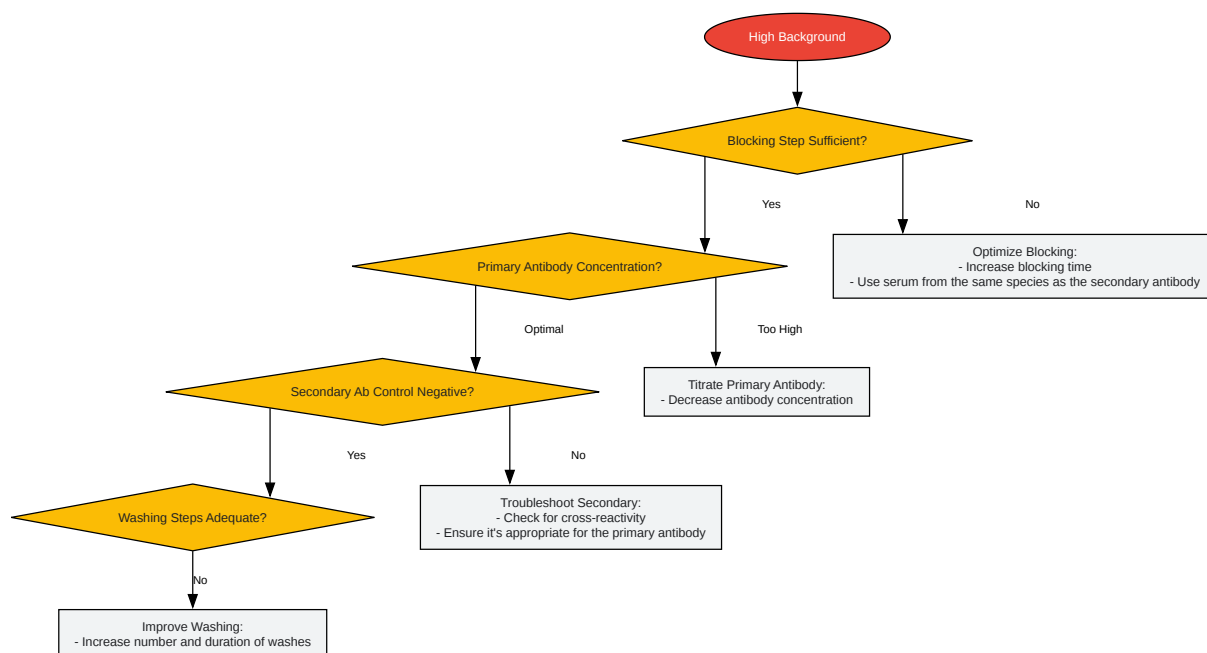 High Background
Blocking Step Sufficient?
Yes
No
Primary Antibody Concentration?
Optimize Blocking:
- Increase blocking time
- Use serum from the same species as the secondary antibody
Optimal
Too High
Secondary Ab Control Negative?
Titrate Primary Antibody:
- Decrease antibody concentration
Yes
No
Washing Steps Adequate?
Troubleshoot Secondary:
- Check for cross-reactivity
- Ensure it's appropriate for the primary antibody
No
Improve Washing:
- Increase number and duration of washes